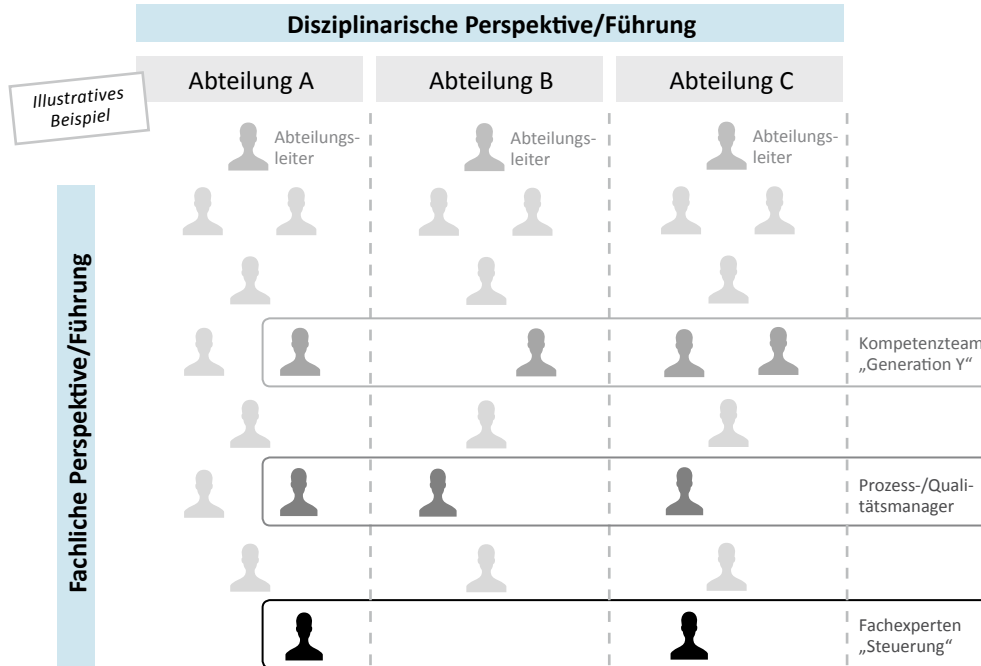 Disziplinarische Perspektive/Führung
Illustratives
Beispiel
Abteilung A
Abteilung B
Abteilung C
Abteilungs-
leiter
Abteilungs-
leiter
Abteilungs-
leiter
Fachliche Perspektive/Führung
Kompetenzteam
„Generation Y“
Prozess-/Quali-
tätsmanager
Fachexperten
„Steuerung“